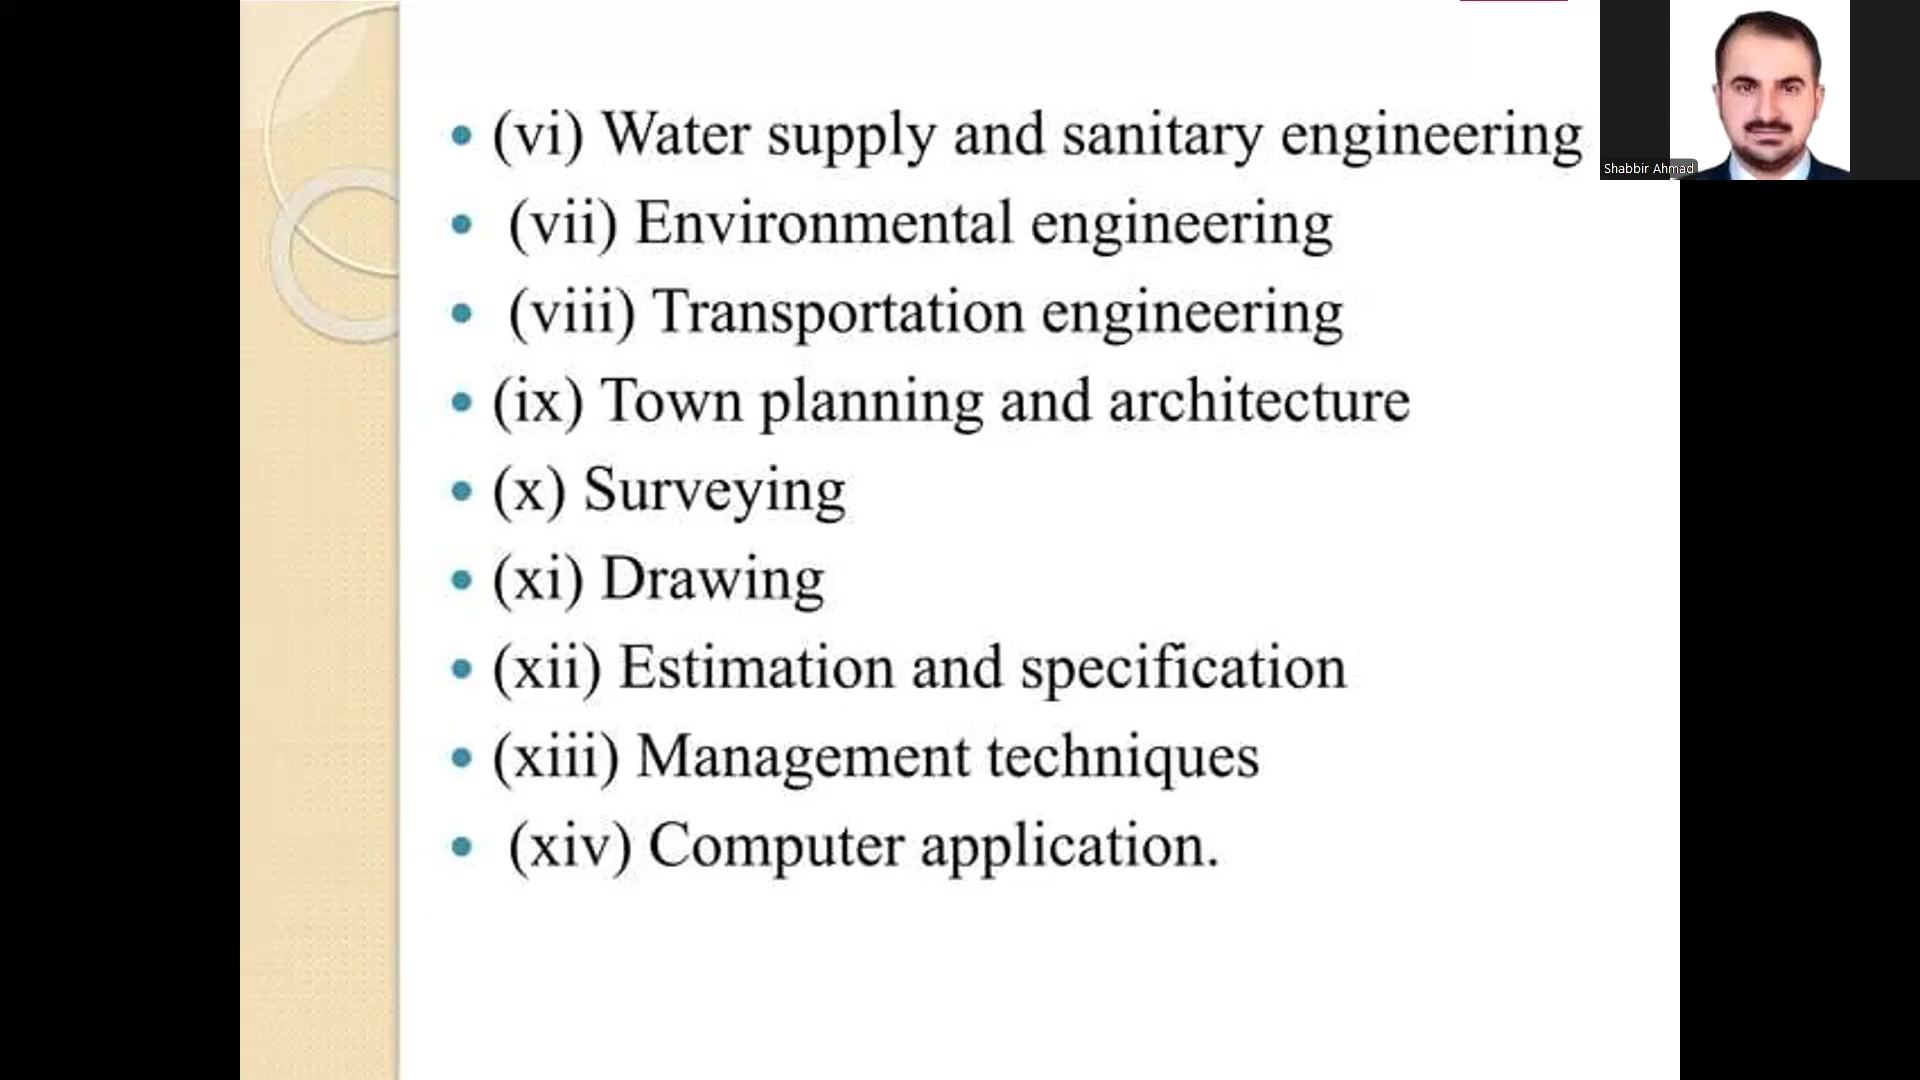 • (vi) Water supply and sanitary engineering
• (vii) Environmental engineering
• (viii) Transportation engineering
• (ix) Town planning and architecture
• (x) Surveying
• (xi) Drawing
• (xii) Estimation and specification
• (xiii) Management techniques
• (xiv) Computer application.
Shabbir Ahmad